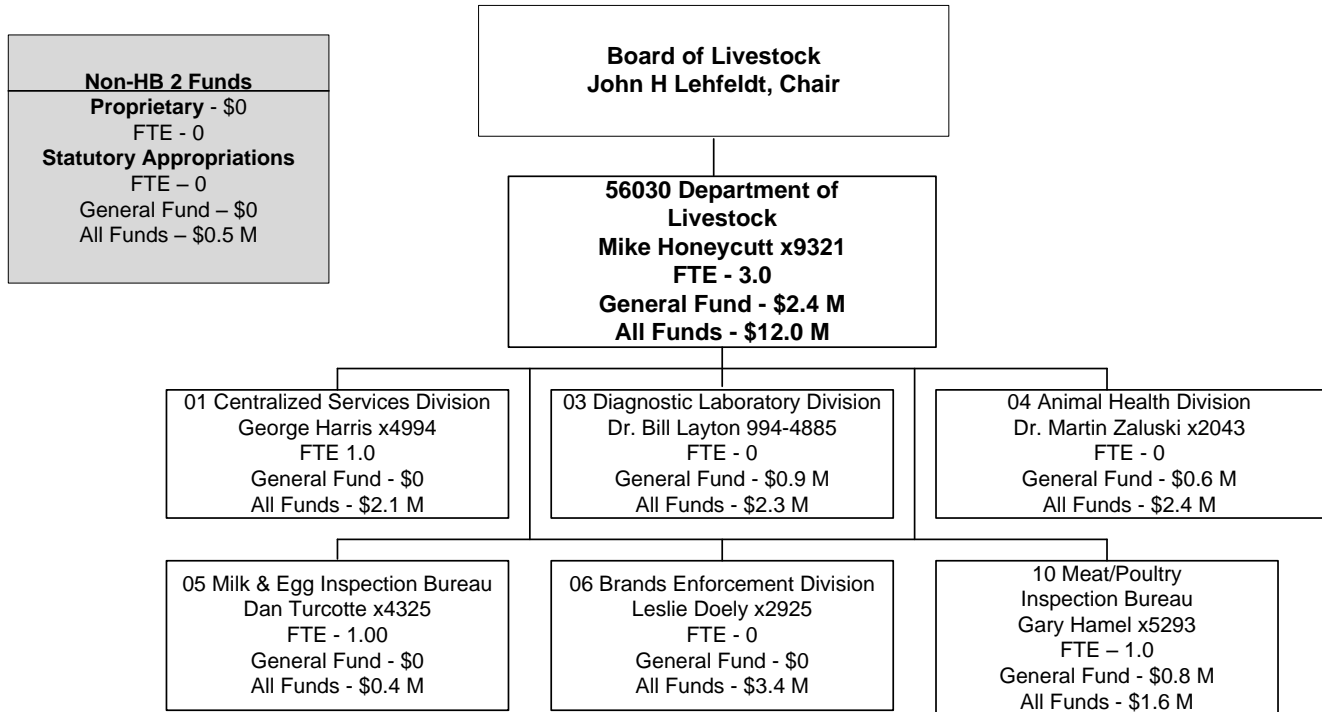 Non-HB 2 Funds
Proprietary - $0
FTE - 0
Statutory Appropriations
FTE – 0
General Fund – $0
All Funds – $0.5 M
Board of Livestock
John H Lehfeldt, Chair
56030 Department of
Livestock
Mike Honeycutt x9321
FTE - 3.0
General Fund - $2.4 M
All Funds - $12.0 M
01 Centralized Services Division
George Harris x4994
FTE 1.0
General Fund - $0
All Funds - $2.1 M
03 Diagnostic Laboratory Division
Dr. Bill Layton 994-4885
FTE - 0
General Fund - $0.9 M
All Funds - $2.3 M
04 Animal Health Division
Dr. Martin Zaluski x2043
FTE - 0
General Fund - $0.6 M
All Funds - $2.4 M
05 Milk & Egg Inspection Bureau
Dan Turcotte x4325
FTE - 1.00
General Fund - $0
All Funds - $0.4 M
06 Brands Enforcement Division
Leslie Doely x2925
FTE - 0
General Fund - $0
All Funds - $3.4 M
10 Meat/Poultry
Inspection Bureau
Gary Hamel x5293
FTE – 1.0
General Fund - $0.8 M
All Funds - $1.6 M